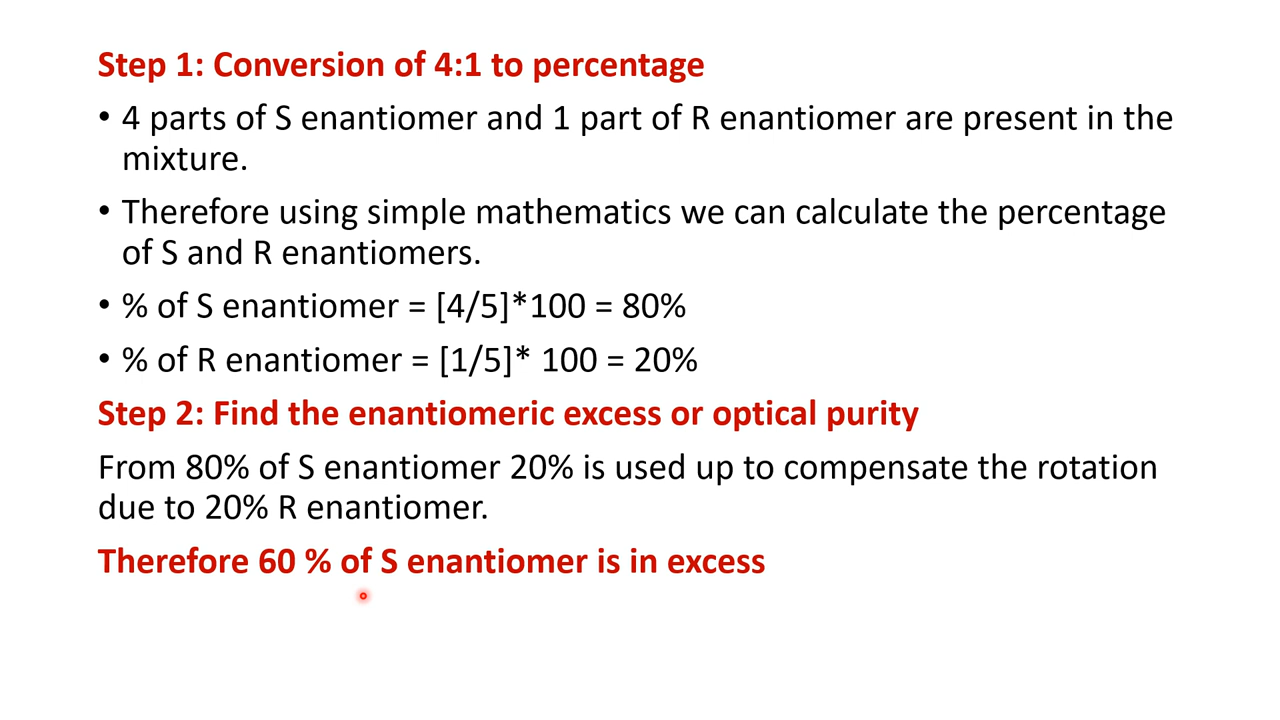 Step 1: Conversion of 4:1 to percentage
• 4 parts of S enantiomer and 1 part of R enantiomer are present in the
mixture.
• Therefore using simple mathematics we can calculate the percentage
of S and R enantiomers.
• % of S enantiomer = [4/5]*100 = 80%
• % of R enantiomer = [1/5]* 100 = 20%
Step 2: Find the enantiomeric excess or optical purity
From 80% of S enantiomer 20% is used up to compensate the rotation
due to 20% R enantiomer.
Therefore 60 % of S enantiomer is in excess